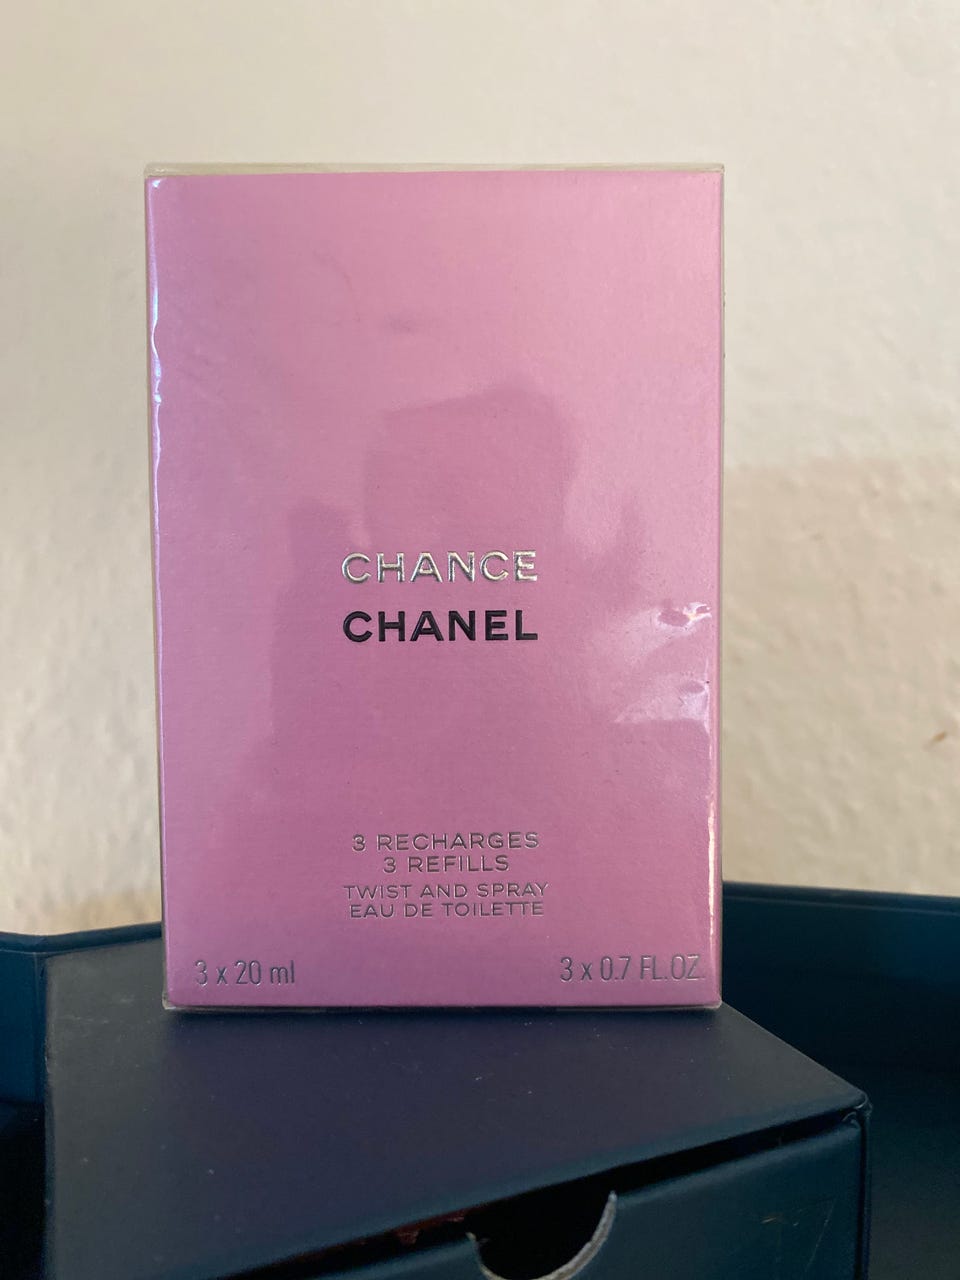 CHANCE
CHANEL
3 RECHARGES
3 REFILLS
TWIST AND SPRAY
EAU DE TOILETTE
3 x 20 ml 3 x 0.7 FL.OZ.